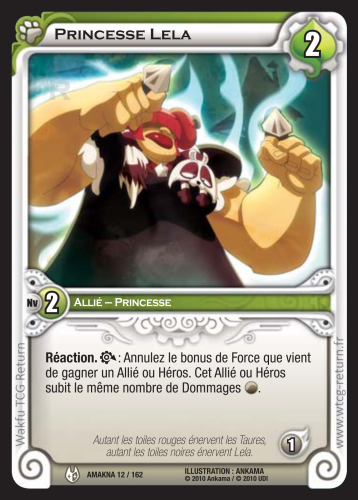 Princesse Lela
2
Nv 2 Allié – Princesse
Réaction. : Annulez le bonus de Force que vient
de gagner un Allié ou Héros. Cet Allié ou Héros
subit le même nombre de Dommages .
Autant les toiles rouges énervent les Taures,
autant les toiles noires énervent Lela.
1
AMAKNA 12 / 162
ILLUSTRATION : ANKAMA
© 2010 Ankama / © 2010 UDI
Wakfu TCG Return
www.wtcg-return.fr